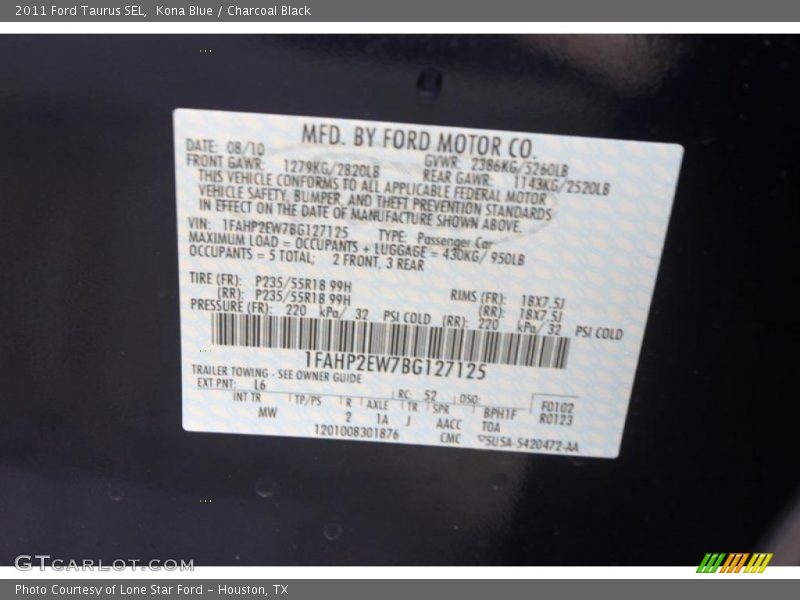 2011 Ford Taurus SEL,  Kona Blue / Charcoal Black
MFD. BY FORD MOTOR CO.
DATE: 08/10
GVWR: 2386KG/5260LB
FRONT GAWR: 1279KG/2820LB
REAR GAWR: 1143KG/2520LB
THIS VEHICLE CONFORMS TO ALL APPLICABLE FEDERAL MOTOR
VEHICLE SAFETY, BUMPER, AND THEFT PREVENTION STANDARDS
IN EFFECT ON THE DATE OF MANUFACTURE SHOWN ABOVE.
VIN: 1FAHP2EW7BG127125 TYPE: Passenger Car
MAXIMUM LOAD = OCCUPANTS + LUGGAGE = 430KG/ 950LB
OCCUPANTS = 5 TOTAL; 2 FRONT, 3 REAR
TIRE (FR): P235/55R18 99H RIMS (FR): 18X7.5J
(RR): P235/55R18 99H (RR): 18X7.5J
PRESSURE (FR): 220 kPa/ 32 PSI COLD (RR): 220 kPa/ 32 PSI COLD
1FAHP2EW7BG127125
TRAILER TOWING - SEE OWNER GUIDE
EXT PNT: L6 RC: 52 DSO:
INT TR TP/PS R AXLE TR SPR BPH1F F0102
MW 2 1A J AACC TOA R0123
1201008301876 CMC ▽5USA-5420472-AA
GTCARLOT.COM
Photo Courtesy of Lone Star Ford - Houston, TX